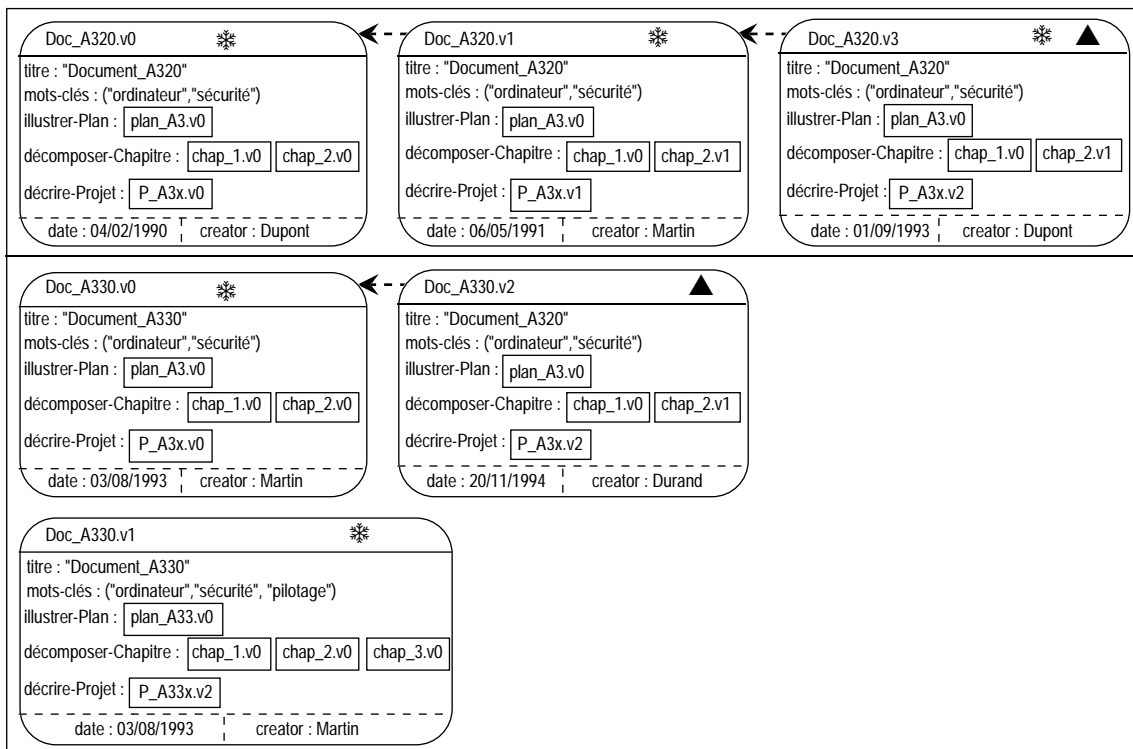 Doc_A320.v0
titre : "Document_A320"
mots-clés : ("ordinateur","sécurité")
illustrer-Plan : plan_A3.v0
décomposer-Chapitre : chap_1.v0 chap_2.v0
décrire-Projet : P_A3x.v0
date : 04/02/1990 creator : Dupont
Doc_A320.v1
titre : "Document_A320"
mots-clés : ("ordinateur","sécurité")
illustrer-Plan : plan_A3.v0
décomposer-Chapitre : chap_1.v0 chap_2.v1
décrire-Projet : P_A3x.v1
date : 06/05/1991 creator : Martin
Doc_A320.v3
titre : "Document_A320"
mots-clés : ("ordinateur","sécurité")
illustrer-Plan : plan_A3.v0
décomposer-Chapitre : chap_1.v0 chap_2.v1
décrire-Projet : P_A3x.v2
date : 01/09/1993 creator : Dupont
Doc_A330.v0
titre : "Document_A330"
mots-clés : ("ordinateur","sécurité")
illustrer-Plan : plan_A3.v0
décomposer-Chapitre : chap_1.v0 chap_2.v0
décrire-Projet : P_A3x.v0
date : 03/08/1993 creator : Martin
Doc_A330.v2
titre : "Document_A320"
mots-clés : ("ordinateur","sécurité")
illustrer-Plan : plan_A3.v0
décomposer-Chapitre : chap_1.v0 chap_2.v1
décrire-Projet : P_A3x.v2
date : 20/11/1994 creator : Durand
Doc_A330.v1
titre : "Document_A330"
mots-clés : ("ordinateur","sécurité", "pilotage")
illustrer-Plan : plan_A33.v0
décomposer-Chapitre : chap_1.v0 chap_2.v0 chap_3.v0
décrire-Projet : P_A33x.v2
date : 03/08/1993 creator : Martin